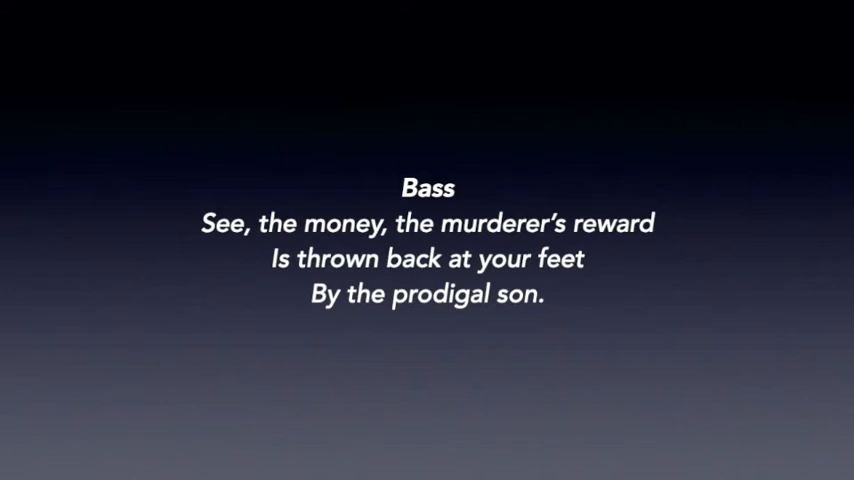 Bass
See, the money, the murderer’s reward
Is thrown back at your feet
By the prodigal son.